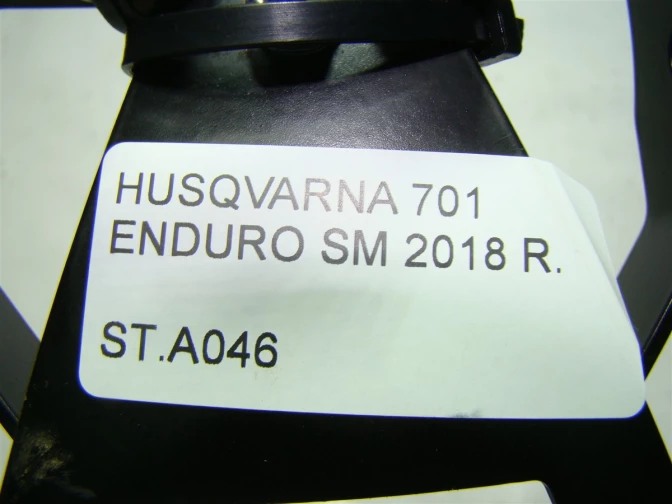 HUSQVARNA 701
ENDURO SM 2018 R.
ST.A046